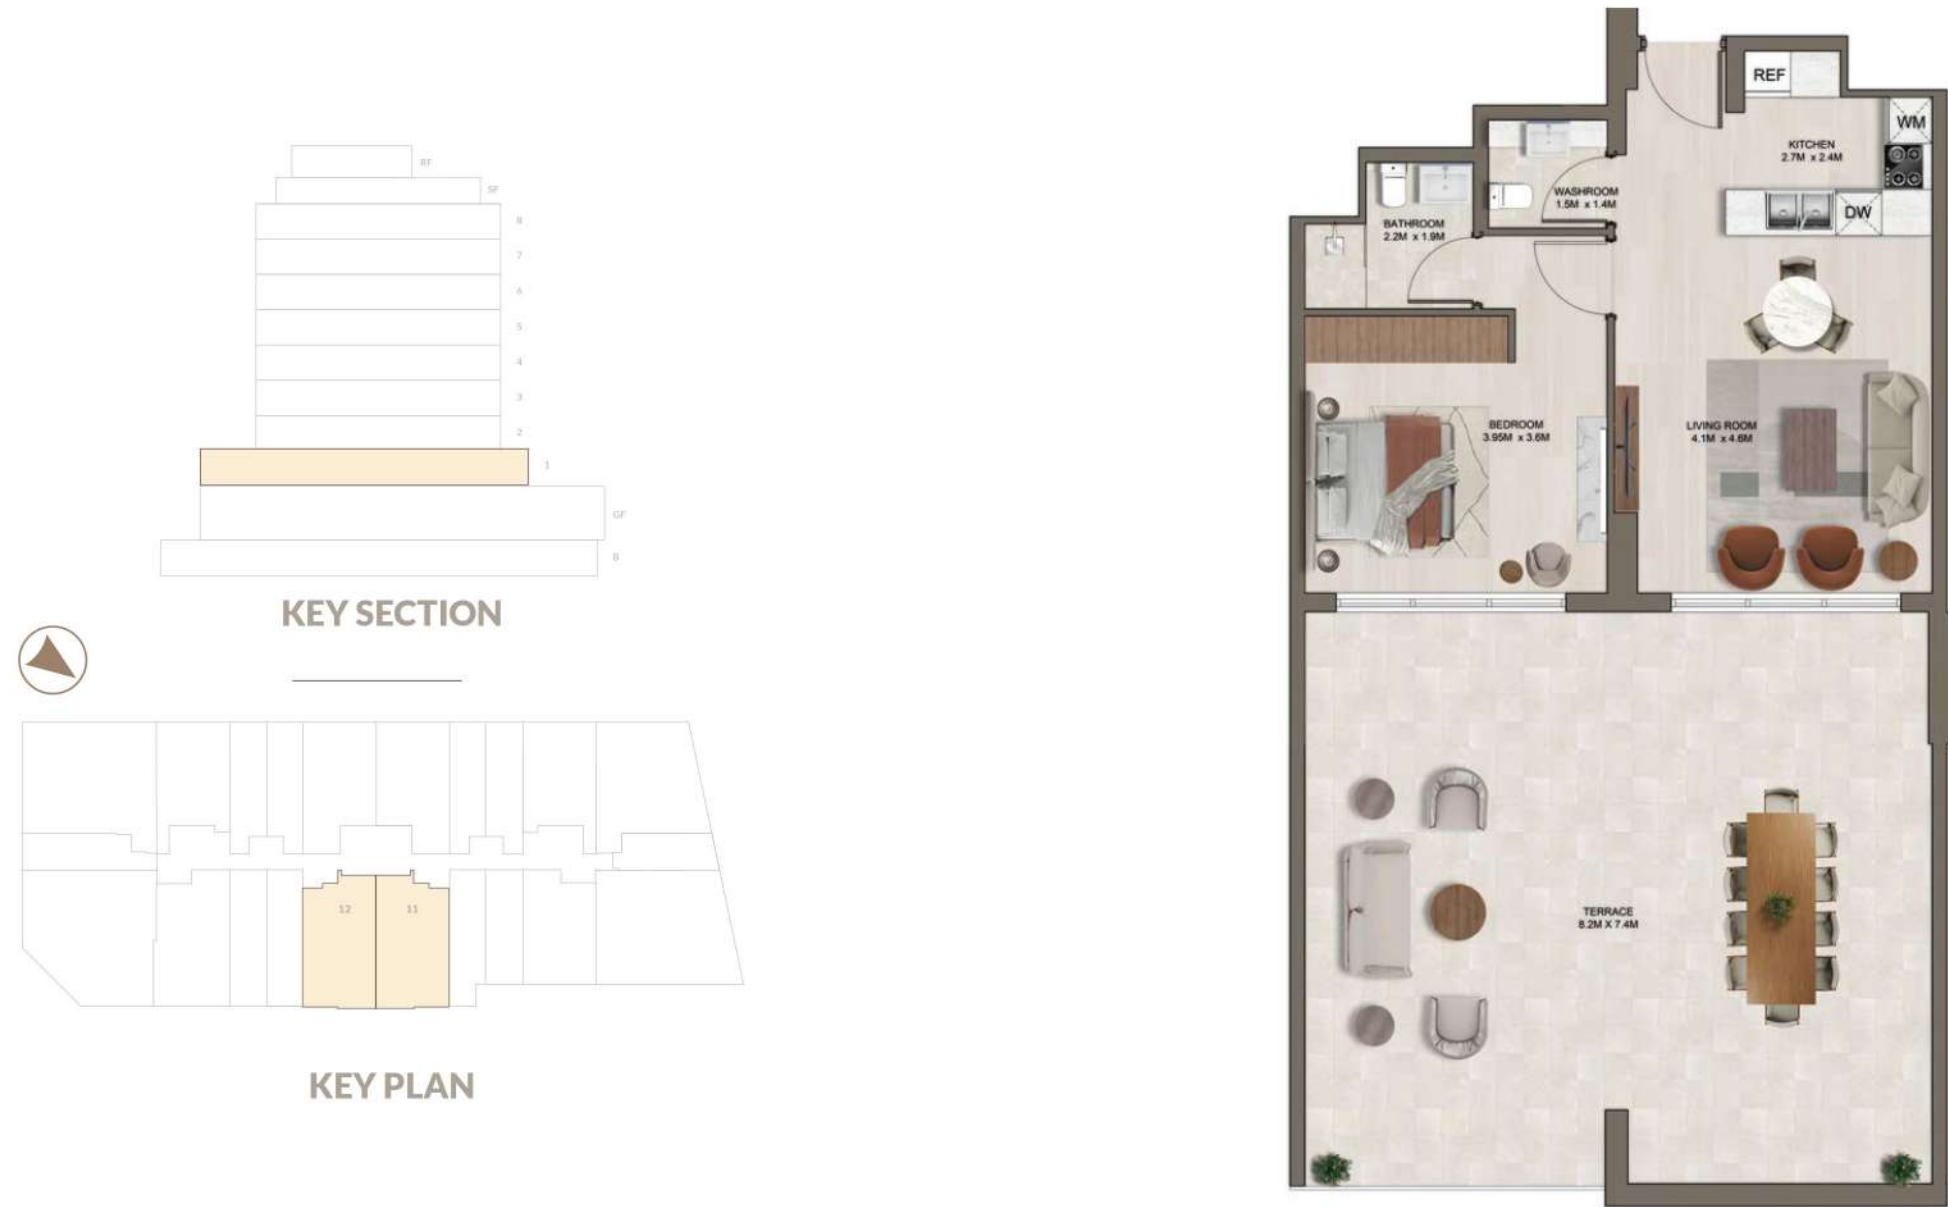 RF
SF
8
7
6
5
4
3
2
1
GF
B
KEY SECTION
12
11
KEY PLAN
REF
WM
KITCHEN
2.7M x 2.4M
WASHROOM
1.5M x 1.4M
DW
BATHROOM
2.2M x 1.9M
BEDROOM
3.95M x 3.6M
LIVING ROOM
4.1M x 4.6M
TERRACE
8.2M X 7.4M